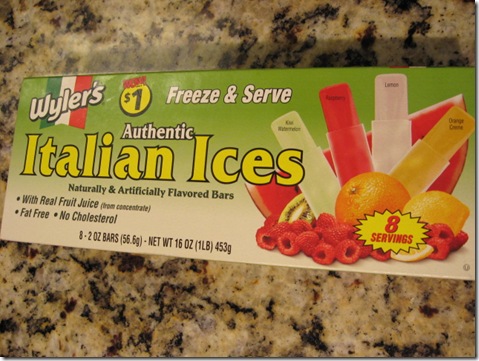 Wyler's
$1
Freeze & Serve
Authentic
Italian Ices
Naturally & Artificially Flavored Bars
• With Real Fruit Juice (from concentrate)
• Fat Free • No Cholesterol
8 - 2 OZ BARS (56.6g) - NET WT 16 OZ (1LB) 453g
Kiwi
Watermelon
Raspberry
Lemon
Orange
Creme
8
SERVINGS